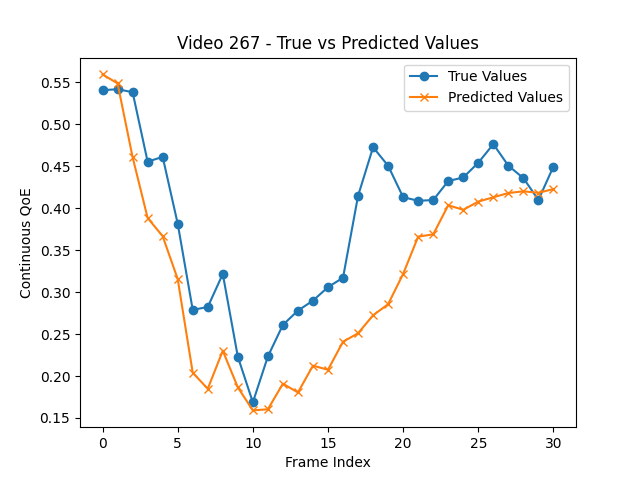 Video 267 - True vs Predicted Values
True Values
Predicted Values
Continuous QoE
0.55
0.50
0.45
0.40
0.35
0.30
0.25
0.20
0.15
0 5 10 15 20 25 30
Frame Index